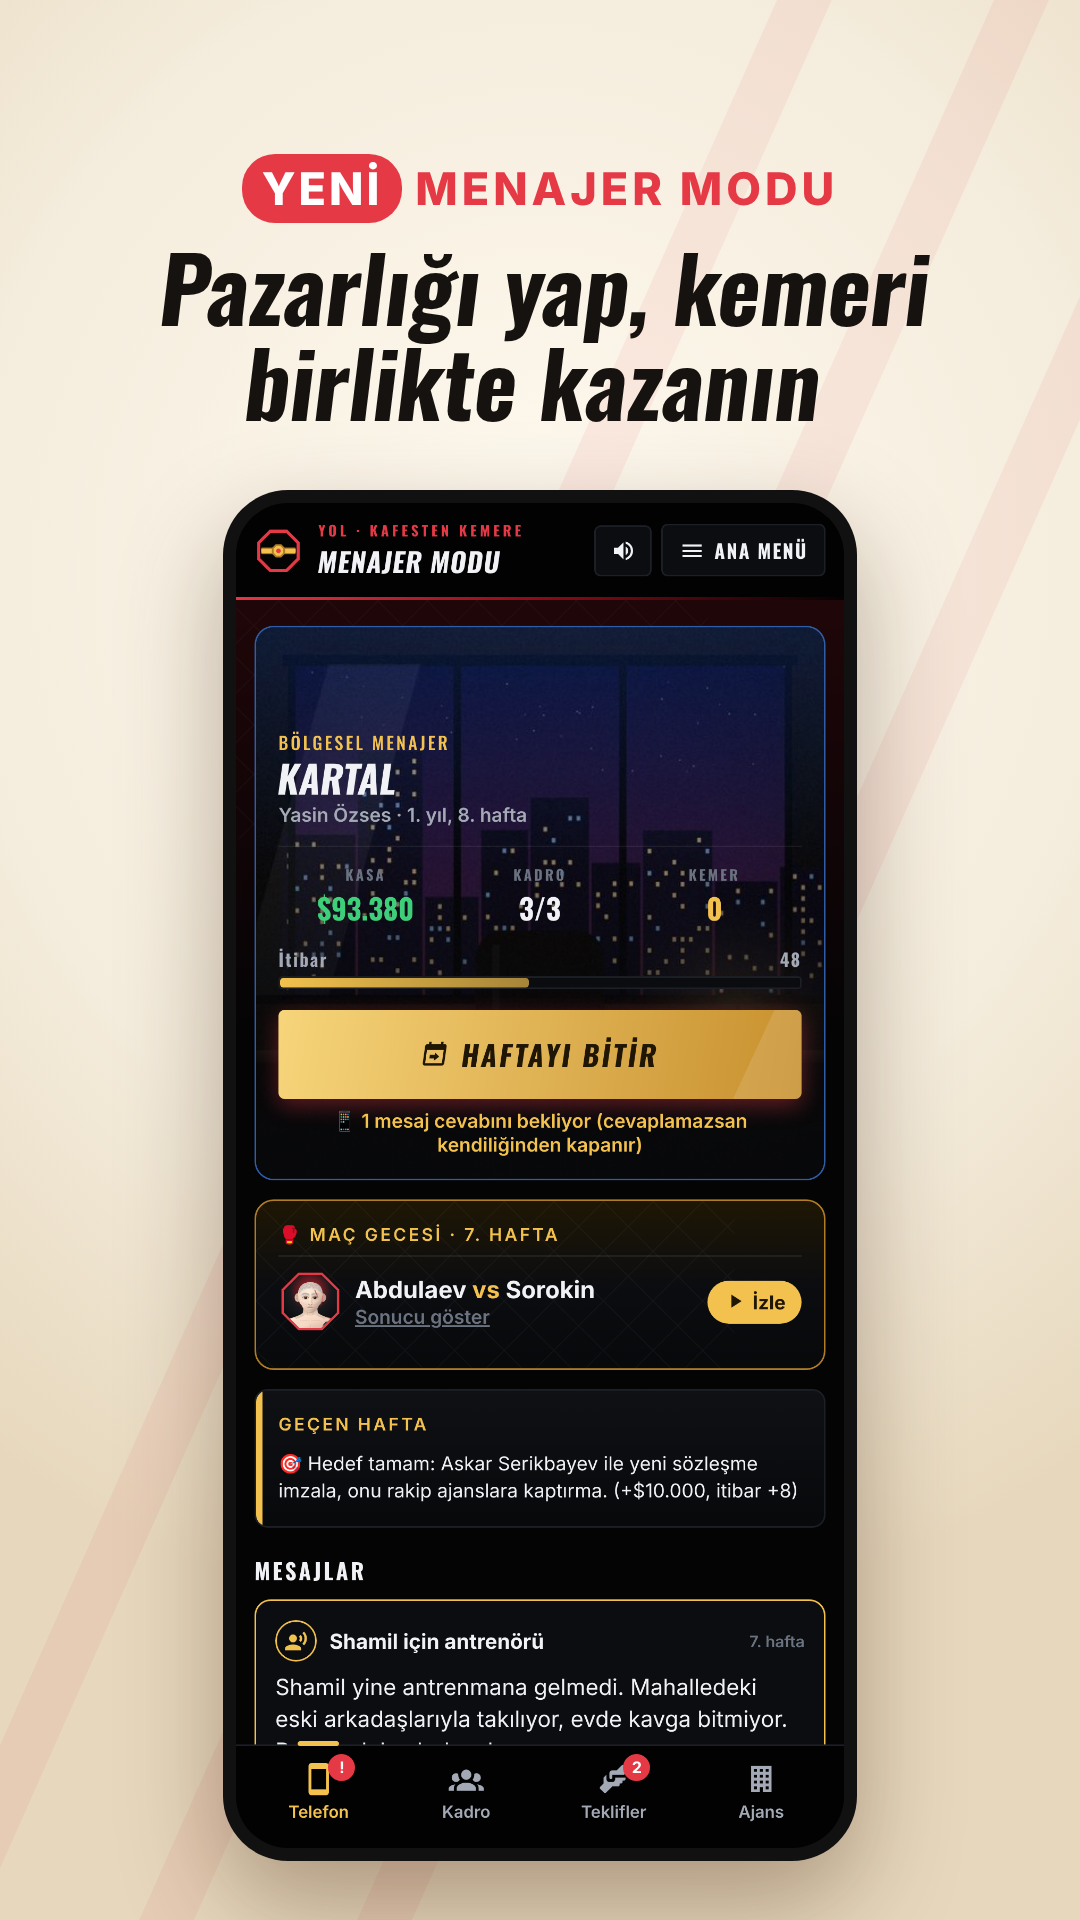 YENİ MENAJER MODU
Pazarlığı yap, kemeri
birlikte kazanın
YOL · KAFESTEN KEMERE
MENAJER MODU
ANA MENÜ
BÖLGESEL MENAJER
KARTAL
Yasin Özses · 1. yıl, 8. hafta
KASA KADRO KEMER
$93.380 3/3 0
İtibar 48
HAFTAYI BİTİR
1 mesaj cevabını bekliyor (cevaplamazsan
kendiliğinden kapanır)
MAÇ GECESİ · 7. HAFTA
Abdulaev vs Sorokin
Sonucu göster
İzle
GEÇEN HAFTA
Hedef tamam: Askar Serikbayev ile yeni sözleşme
imzala, onu rakip ajanslara kaptırma. (+$10.000, itibar +8)
MESAJLAR
Shamil için antrenörü 7. hafta
Shamil yine antrenmana gelmedi. Mahalledeki
eski arkadaşlarıyla takılıyor, evde kavga bitmiyor.
! 2
Telefon Kadro Teklifler Ajans